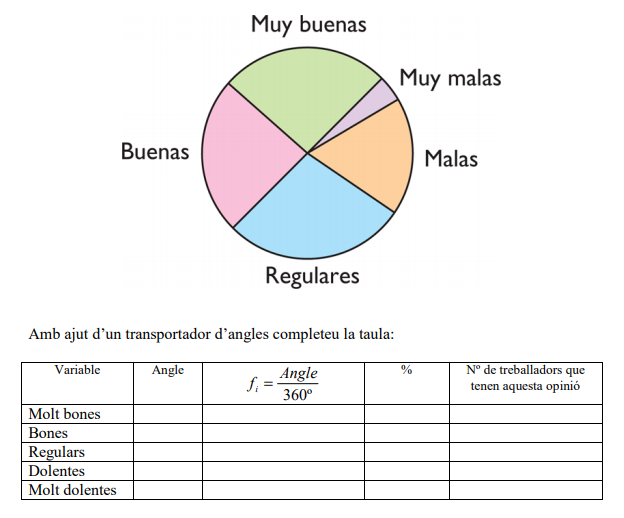 Muy buenas
Muy malas
Buenas
Malas
Regulares
Amb ajut d’un transportador d’angles completeu la taula:
Variable Angle f_i = Angle / 360º % Nº de treballadors que
tenen aquesta opinió
Molt bones
Bones
Regulars
Dolentes
Molt dolentes